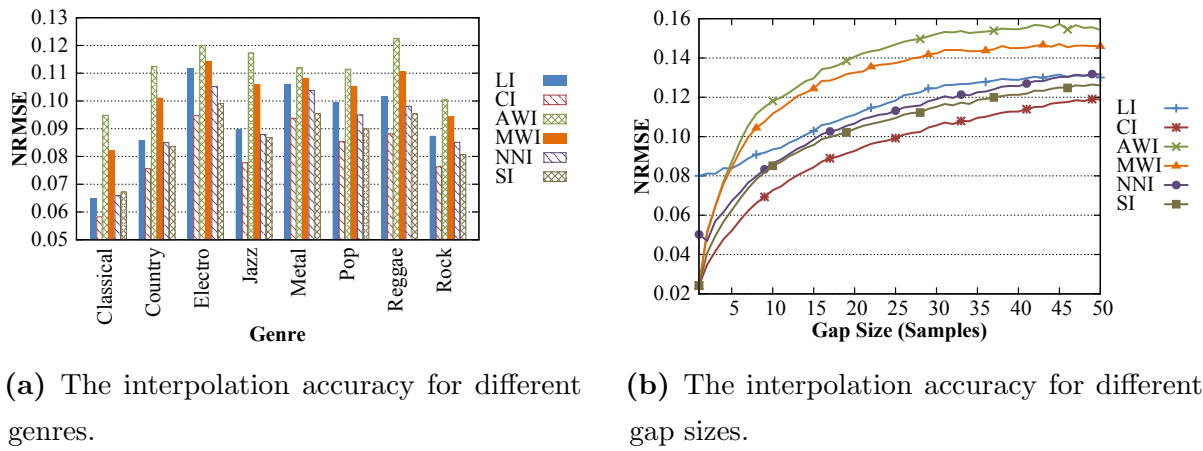 0.13
0.12
0.11
0.10
0.09
0.08
0.07
0.06
0.05
NRMSE
Classical
Country
Electro
Jazz
Metal
Pop
Reggae
Rock
Genre
LI
CI
AWI
MWI
NNI
SI
0.16
0.14
0.12
0.10
0.08
0.06
0.04
0.02
NRMSE
5 10 15 20 25 30 35 40 45 50
Gap Size (Samples)
LI
CI
AWI
MWI
NNI
SI
(a) The interpolation accuracy for different
genres.
(b) The interpolation accuracy for different
gap sizes.